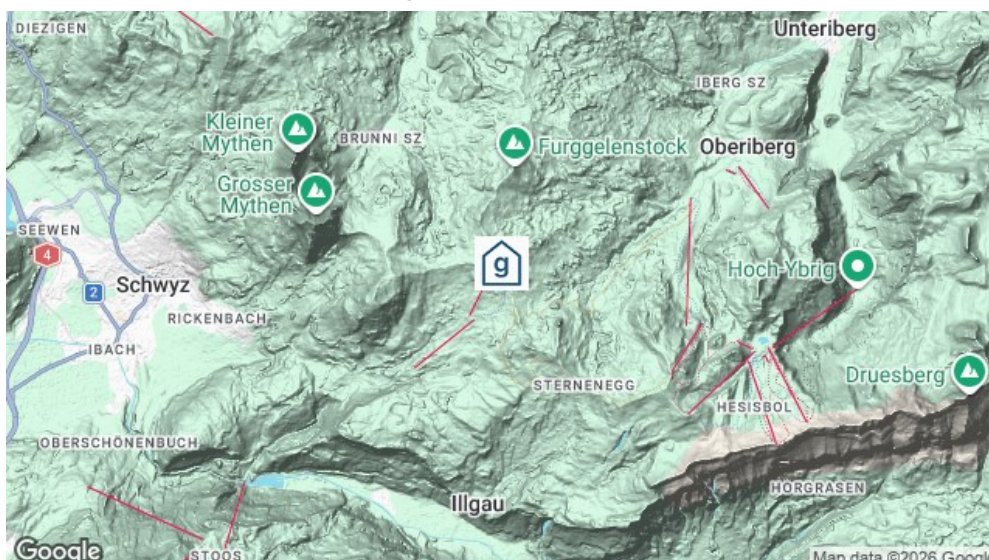 DIEZIGEN
Unteriberg
IBERG SZ
Kleiner
Mythen
BRUNNI SZ
Furggelenstock
Oberiberg
Grosser
Mythen
SEEWEN
4
g
Hoch-Ybrig
Schwyz
2
RICKENBACH
IBACH
Druesberg
STERNENEGG
HESISBOL
OBERSCHÖNENBUCH
HORGRASEN
Illgau
STOOS
Google
Map data ©2026 Google